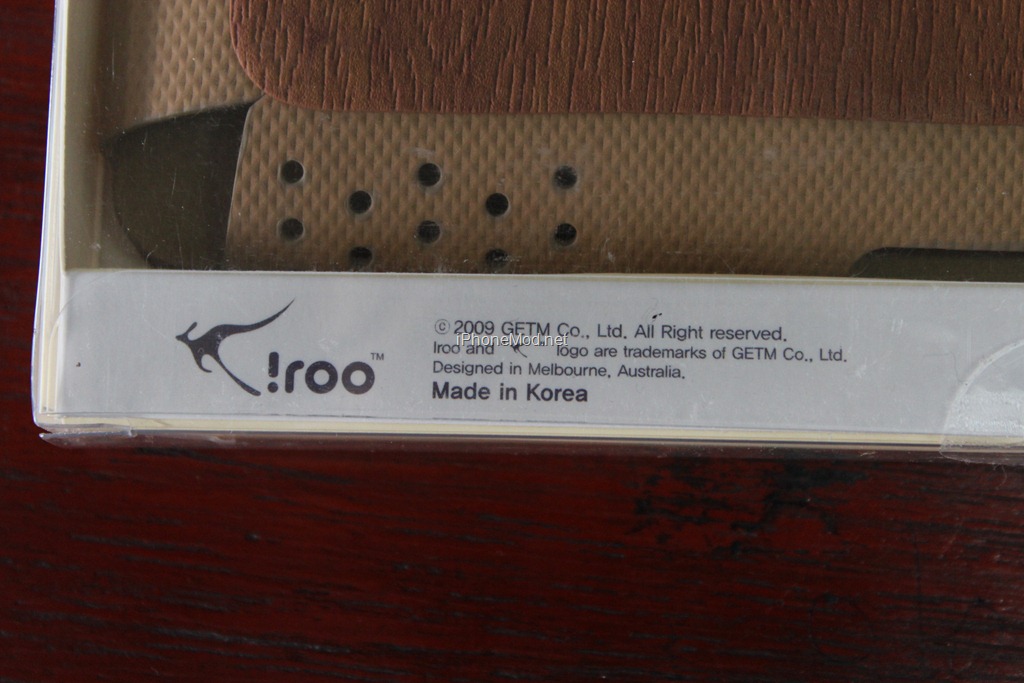 !roo™
© 2009 GETM Co., Ltd. All Right reserved.
iPhoneMod.net
Iroo and logo are trademarks of GETM Co., Ltd.
Designed in Melbourne, Australia.
Made in Korea